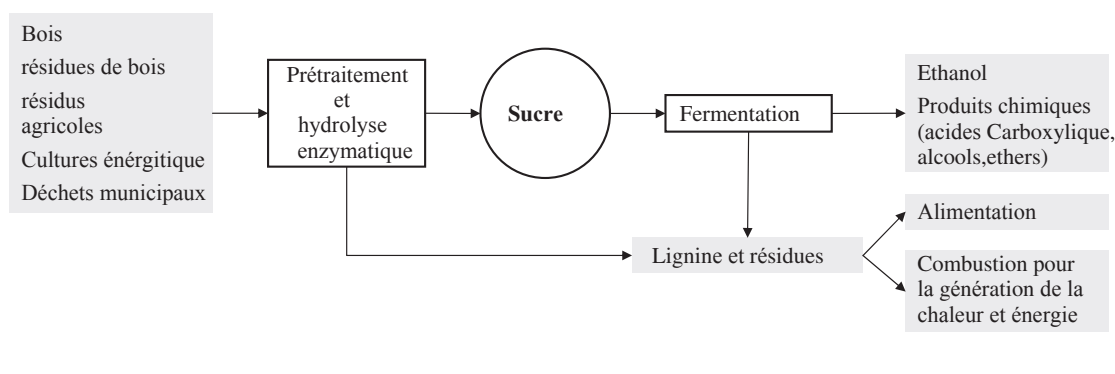 Bois
résidues de bois
résidus
agricoles
Cultures énérgitique
Déchets municipaux
Prétraitement
et
hydrolyse
enzymatique
Sucre
Fermentation
Ethanol
Produits chimiques
(acides Carboxylique,
alcools,ethers)
Lignine et résidues
Alimentation
Combustion pour
la génération de la
chaleur et énergie